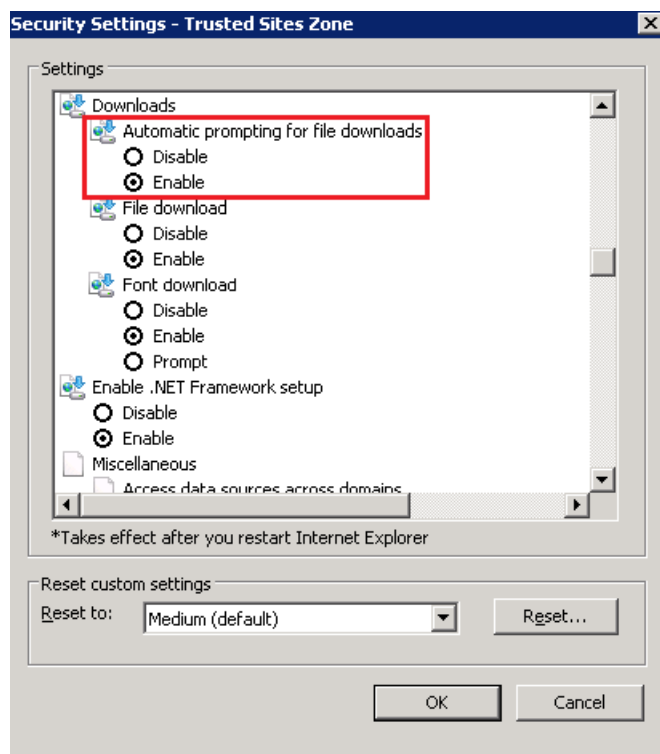 Security Settings - Trusted Sites Zone
Settings
Downloads
Automatic prompting for file downloads
Disable
Enable
File download
Disable
Enable
Font download
Disable
Enable
Prompt
Enable .NET Framework setup
Disable
Enable
Miscellaneous
Access data sources across domains
*Takes effect after you restart Internet Explorer
Reset custom settings
Reset to: Medium (default) Reset...
OK Cancel